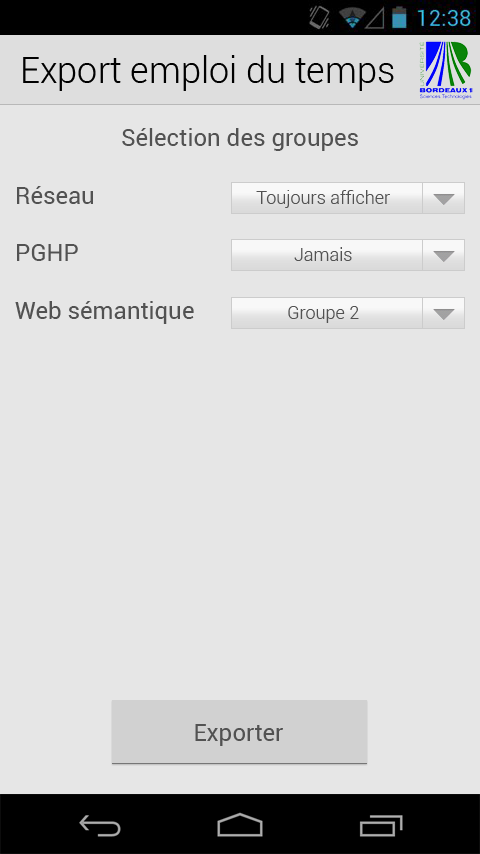 12:38
Export emploi du temps
UNIVERSITÉ
BORDEAUX 1
Sciences Technologies
Sélection des groupes
Réseau
Toujours afficher
PGHP
Jamais
Web sémantique
Groupe 2
Exporter